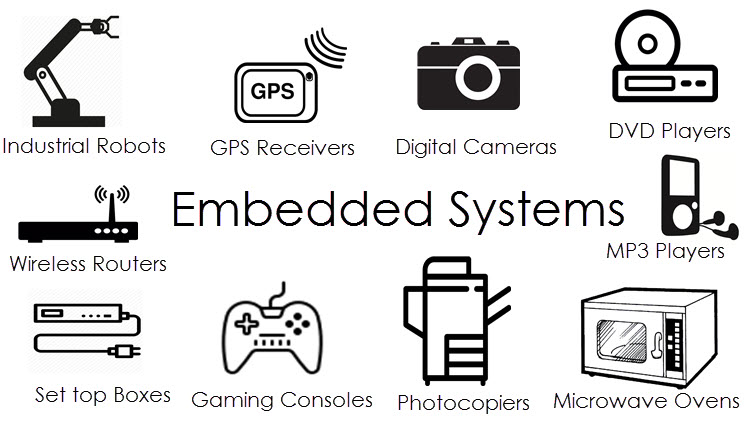 GPS
Industrial Robots
GPS Receivers
Digital Cameras
DVD Players
Embedded Systems
Wireless Routers
MP3 Players
Set top Boxes
Gaming Consoles
Photocopiers
Microwave Ovens